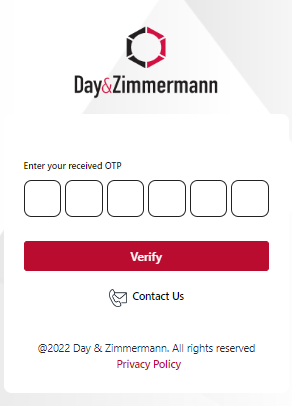 Day&Zimmermann
Enter your received OTP
Verify
Contact Us
@2022 Day & Zimmermann. All rights reserved
Privacy Policy